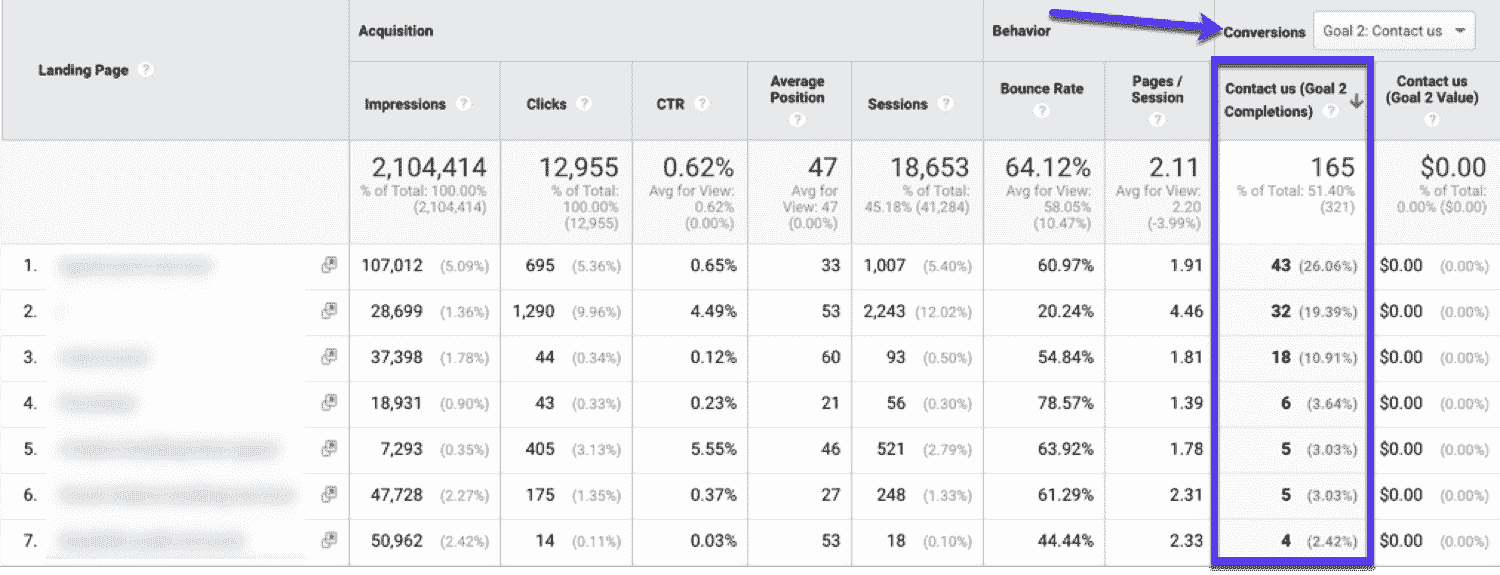 Acquisition Behavior Conversions Goal 2: Contact us
Landing Page ?
Impressions ? Clicks ? CTR ? Average Position ? Sessions ? Bounce Rate ? Pages / Session ? Contact us (Goal 2 Completions) ? Contact us (Goal 2 Value) ?
2,104,414 12,955 0.62% 47 18,653 64.12% 2.11 165 $0.00
% of Total: 100.00% (2,104,414) % of Total: 100.00% (12,955) Avg for View: 0.62% (0.00%) Avg for View: 47 (0.00%) % of Total: 45.18% (41,284) Avg for View: 58.05% (10.47%) Avg for View: 2.20 (-3.99%) % of Total: 51.40% (321) % of Total: 0.00% ($0.00)
1. 107,012 (5.09%) 695 (5.36%) 0.65% 33 1,007 (5.40%) 60.97% 1.91 43 (26.06%) $0.00 (0.00%)
2. 28,699 (1.36%) 1,290 (9.96%) 4.49% 53 2,243 (12.02%) 20.24% 4.46 32 (19.39%) $0.00 (0.00%)
3. 37,398 (1.78%) 44 (0.34%) 0.12% 60 93 (0.50%) 54.84% 1.81 18 (10.91%) $0.00 (0.00%)
4. 18,931 (0.90%) 43 (0.33%) 0.23% 21 56 (0.30%) 78.57% 1.39 6 (3.64%) $0.00 (0.00%)
5. 7,293 (0.35%) 405 (3.13%) 5.55% 46 521 (2.79%) 63.92% 1.78 5 (3.03%) $0.00 (0.00%)
6. 47,728 (2.27%) 175 (1.35%) 0.37% 27 248 (1.33%) 61.29% 2.31 5 (3.03%) $0.00 (0.00%)
7. 50,962 (2.42%) 14 (0.11%) 0.03% 53 18 (0.10%) 44.44% 2.33 4 (2.42%) $0.00 (0.00%)